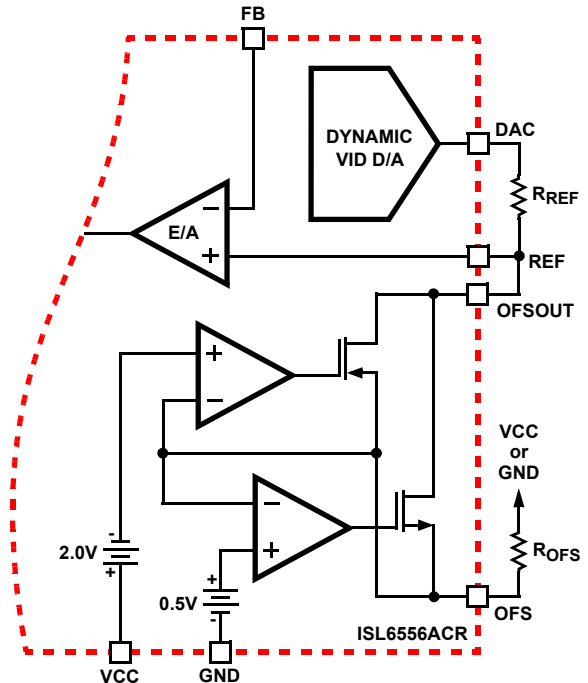 FB
DYNAMIC
VID D/A
DAC
RREF
E/A
-
+
REF
OFSOUT
+
-
VCC
or
GND
-
+
ROFS
-
2.0V
+
+
0.5V
-
OFS
ISL6556ACR
VCC
GND